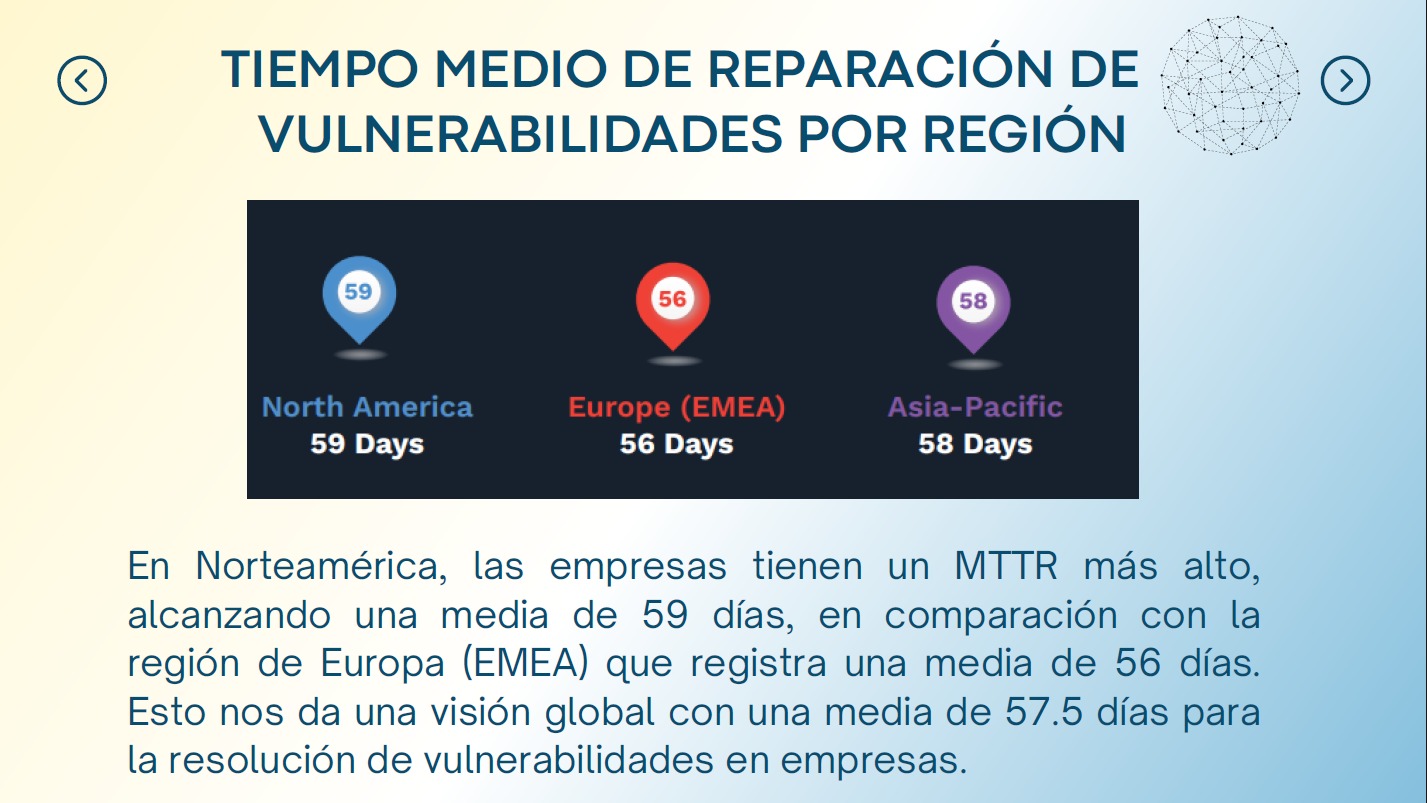 TIEMPO MEDIO DE REPARACIÓN DE
VULNERABILIDADES POR REGIÓN
59
56
58
North America
59 Days
Europe (EMEA)
56 Days
Asia-Pacific
58 Days
En Norteamérica, las empresas tienen un MTTR más alto,
alcanzando una media de 59 días, en comparación con la
región de Europa (EMEA) que registra una media de 56 días.
Esto nos da una visión global con una media de 57.5 días para
la resolución de vulnerabilidades en empresas.